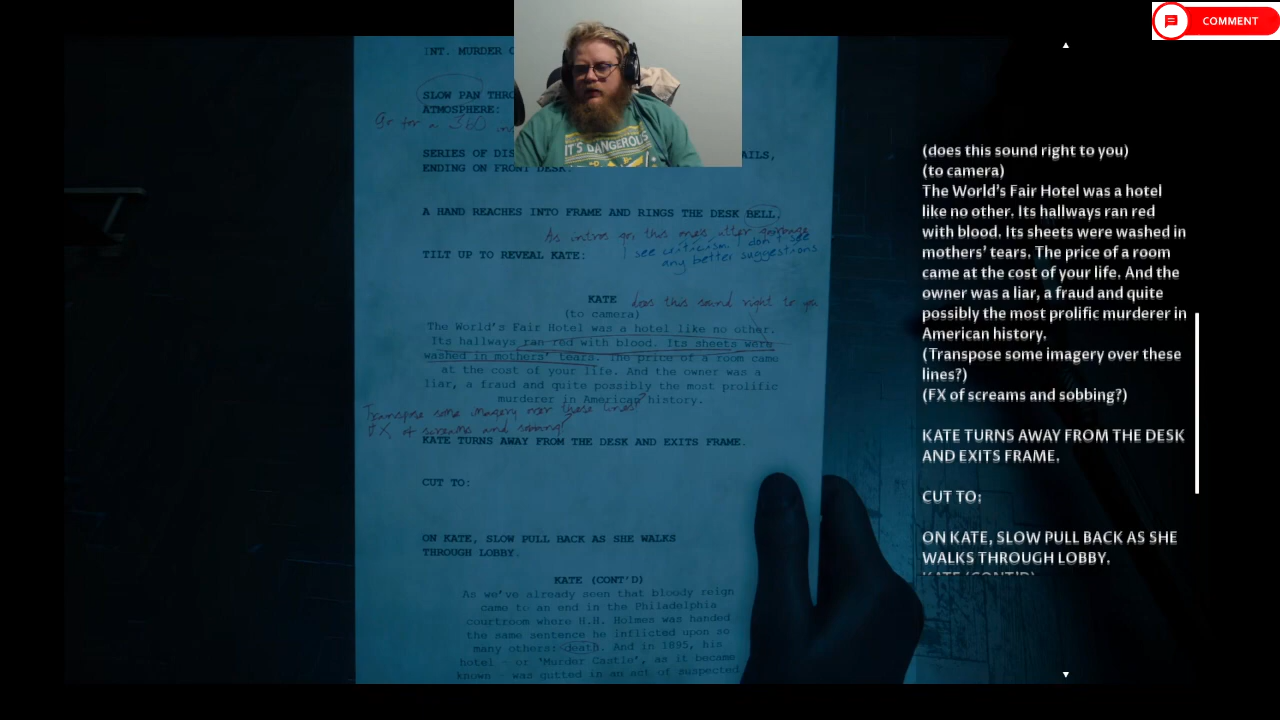 COMMENT
INT. MURDER
SLOW PAN
ATMOSPHERE:
Go for a 360
SERIES OF DIS AILS,
ENDING ON FRONT DESK.
A HAND REACHES INTO FRAME AND RINGS THE DESK BELL.
As intros go, this one's utter garbage
I see criticism I don't see
any better suggestions
TILT UP TO REVEAL KATE:
KATE does this sound right to you
(to camera)
The World's Fair Hotel was a hotel like no other.
Its hallways ran red with blood. Its sheets were
washed in mothers' tears. The price of a room came
at the cost of your life. And the owner was a
liar, a fraud and quite possibly the most prolific
murderer in American history.
Transpose some imagery over these lines?
FX of screams and sobbing?
KATE TURNS AWAY FROM THE DESK AND EXITS FRAME.
CUT TO:
ON KATE, SLOW PULL BACK AS SHE WALKS
THROUGH LOBBY.
KATE (CONT'D)
As we've already seen that bloody reign
came to an end in the Philadelphia
courtroom where H.H. Holmes was handed
the same sentence he inflicted upon so
many others: death. And in 1895, his
hotel - or 'Murder Castle', as it became
known - was gutted in an act of suspected
IT'S DANGEROUS
(does this sound right to you)
(to camera)
The World's Fair Hotel was a hotel
like no other. Its hallways ran red
with blood. Its sheets were washed in
mothers' tears. The price of a room
came at the cost of your life. And the
owner was a liar, a fraud and quite
possibly the most prolific murderer in
American history.
(Transpose some imagery over these
lines?)
(FX of screams and sobbing?)
KATE TURNS AWAY FROM THE DESK
AND EXITS FRAME.
CUT TO:
ON KATE, SLOW PULL BACK AS SHE
WALKS THROUGH LOBBY.
KATE (CONT'D)